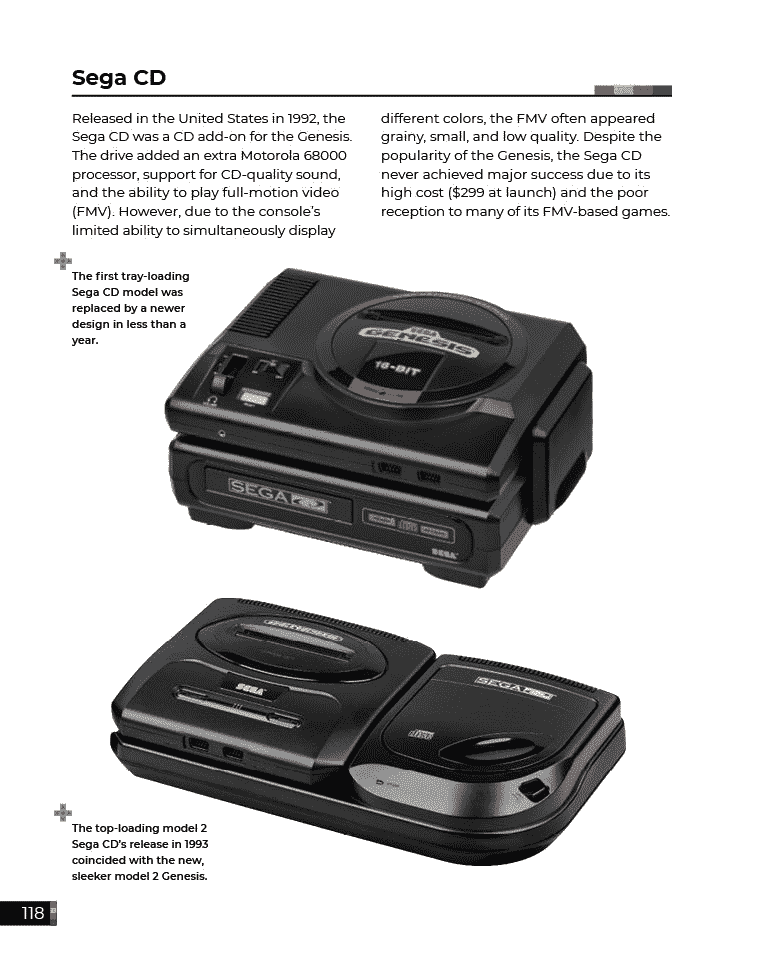 Sega CD
Released in the United States in 1992, the
Sega CD was a CD add-on for the Genesis.
The drive added an extra Motorola 68000
processor, support for CD-quality sound,
and the ability to play full-motion video
(FMV). However, due to the console’s
limited ability to simultaneously display
different colors, the FMV often appeared
grainy, small, and low quality. Despite the
popularity of the Genesis, the Sega CD
never achieved major success due to its
high cost ($299 at launch) and the poor
reception to many of its FMV-based games.
The first tray-loading
Sega CD model was
replaced by a newer
design in less than a
year.
SEGA
GENESIS
16-BIT
SEGA CD
SEGA
SEGA
SEGA CD
The top-loading model 2
Sega CD’s release in 1993
coincided with the new,
sleeker model 2 Genesis.
118